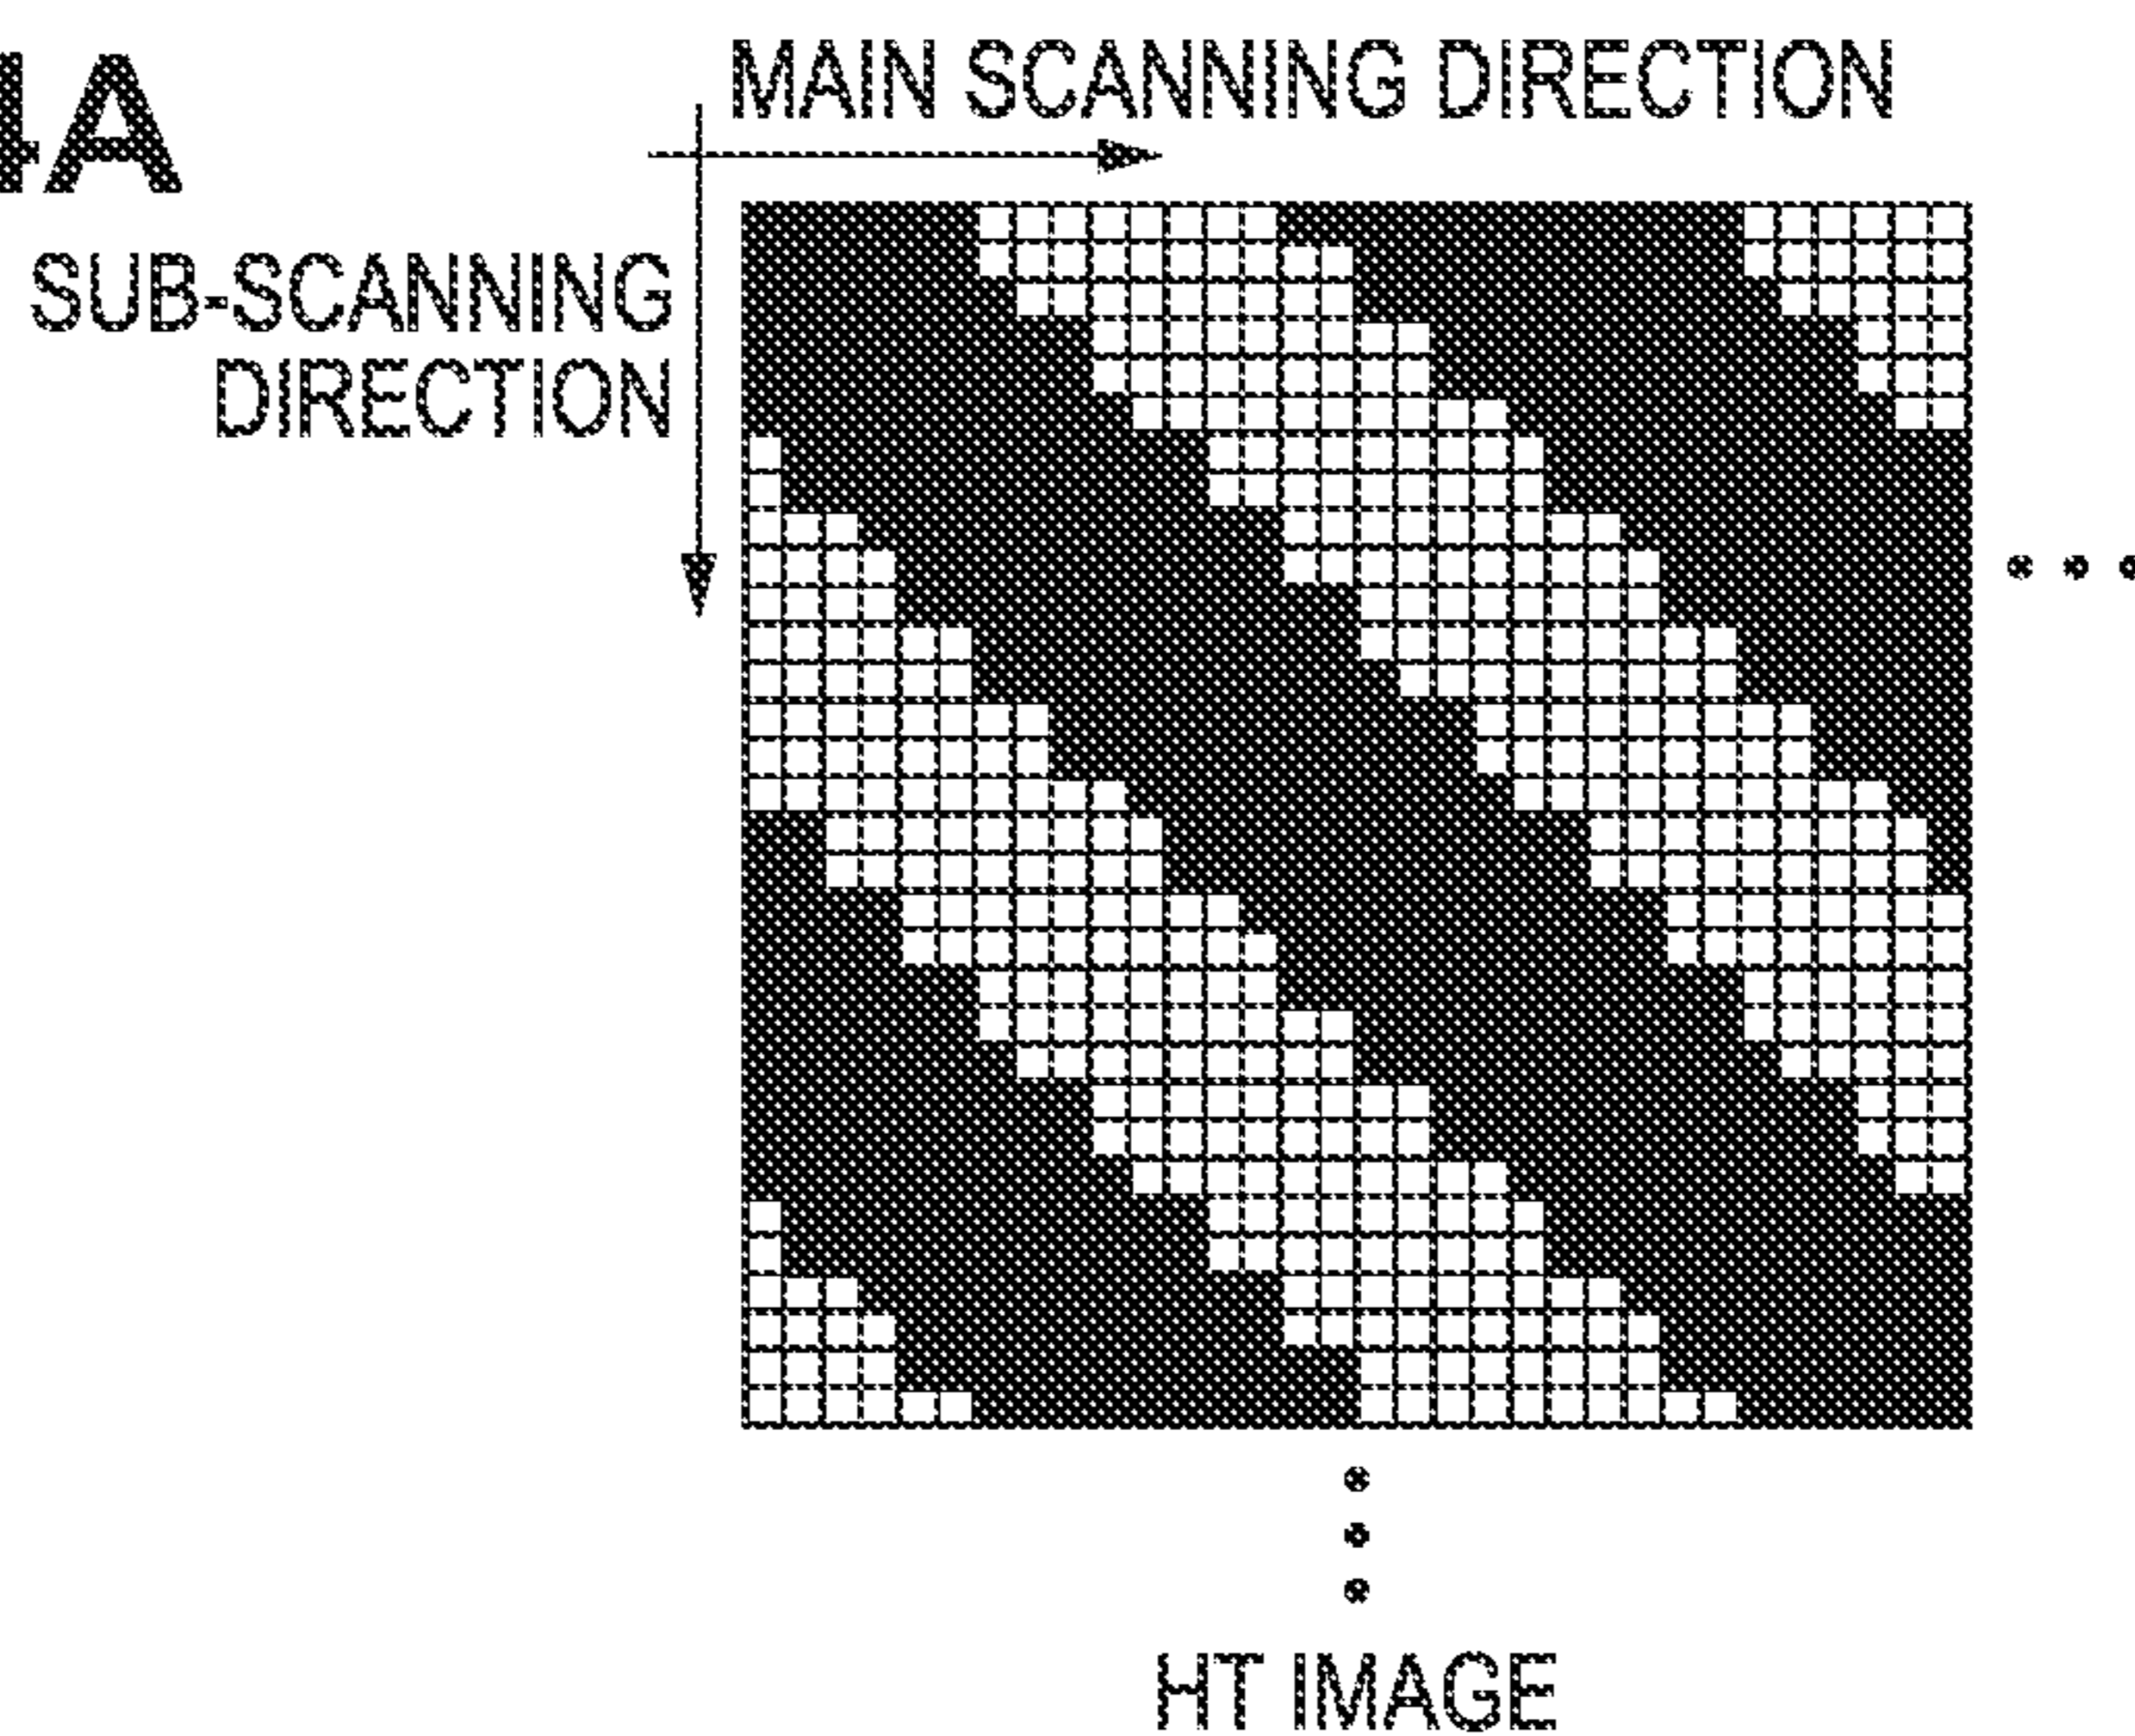 4A
MAIN SCANNING DIRECTION
SUB-SCANNING
DIRECTION
HT IMAGE